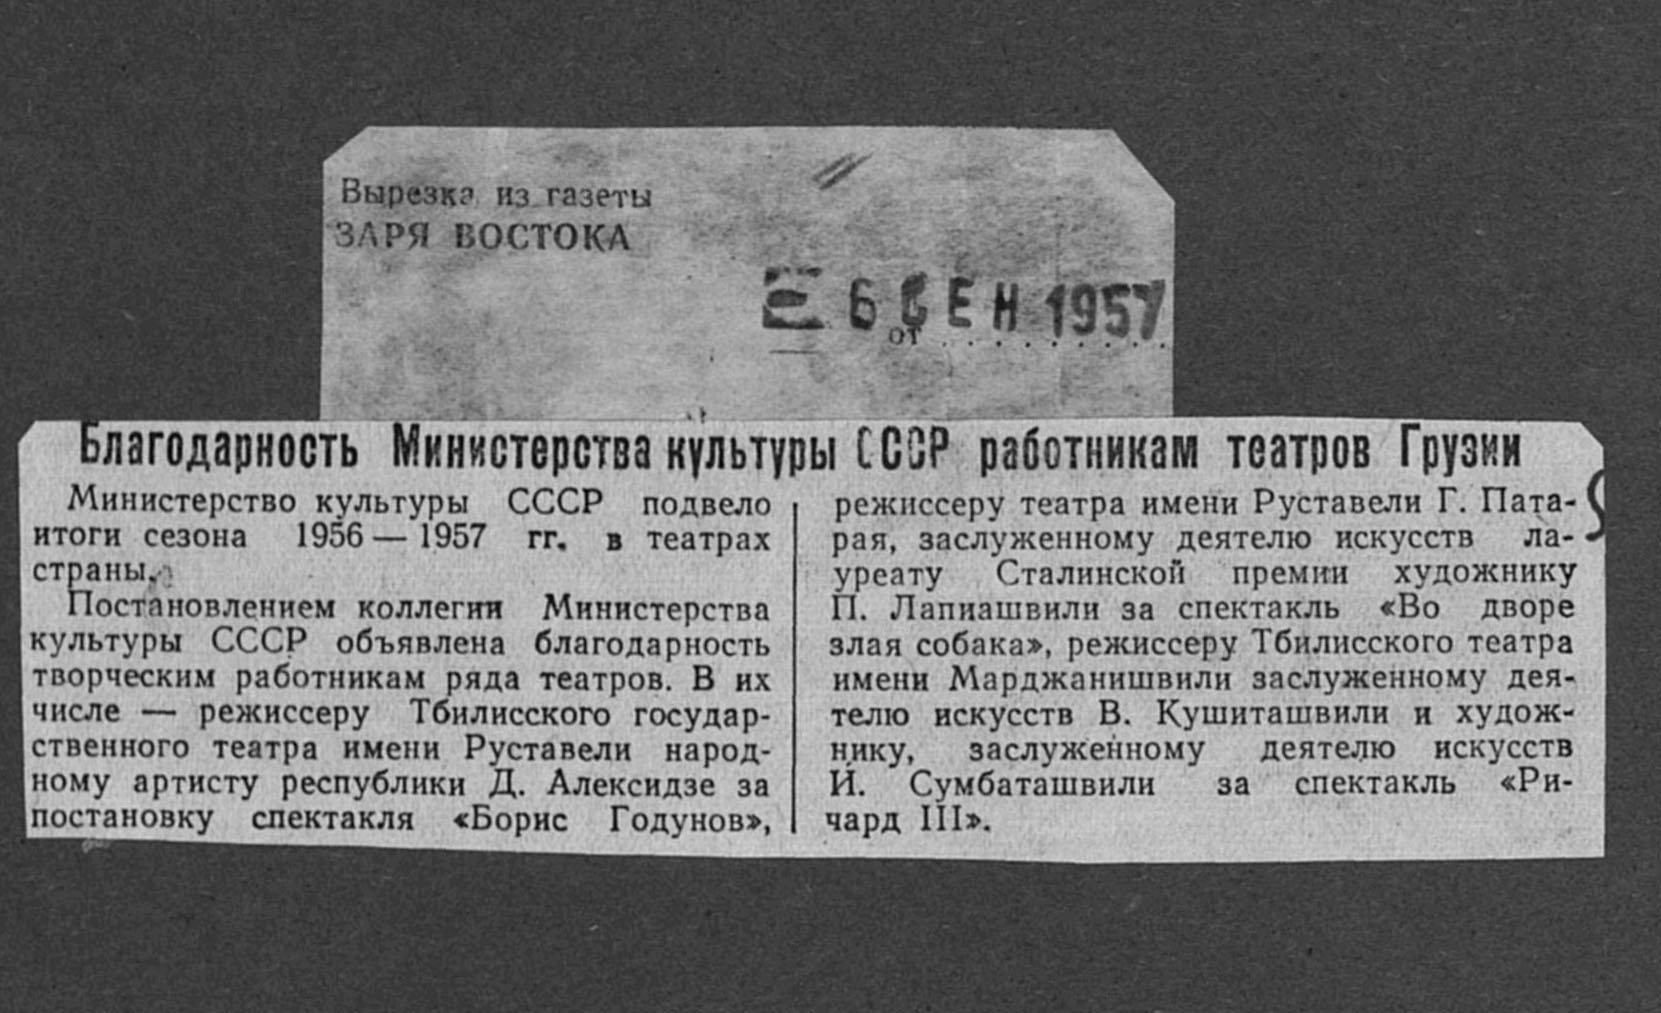 Вырезка из газеты
ЗАРЯ ВОСТОКА
6 СЕН 1957
от . . . . . . . . .
Благодарность Министерства культуры СССР работникам театров Грузии
Министерство культуры СССР подвело
итоги сезона 1956 — 1957 гг. в театрах
страны.
Постановлением коллегии Министерства
культуры СССР объявлена благодарность
творческим работникам ряда театров. В их
числе — режиссеру Тбилисского государ-
ственного театра имени Руставели народ-
ному артисту республики Д. Алексидзе за
постановку спектакля «Борис Годунов»,
режиссеру театра имени Руставели Г. Пата-
рая, заслуженному деятелю искусств ла-
уреату Сталинской премии художнику
П. Лапиашвили за спектакль «Во дворе
злая собака», режиссеру Тбилисского театра
имени Марджанишвили заслуженному дея-
телю искусств В. Кушиташвили и худож-
нику, заслуженному деятелю искусств
И. Сумбаташвили за спектакль «Ри-
чард III».